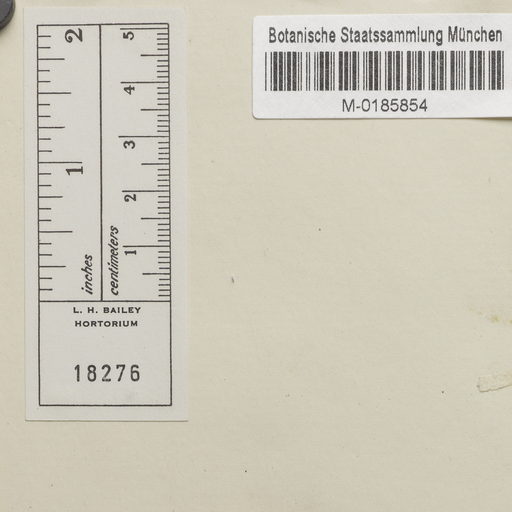 Botanische Staatssammlung München
M-0185854
2
1
inches
5
4
3
2
1
centimeters
L. H. BAILEY
HORTORIUM
18276